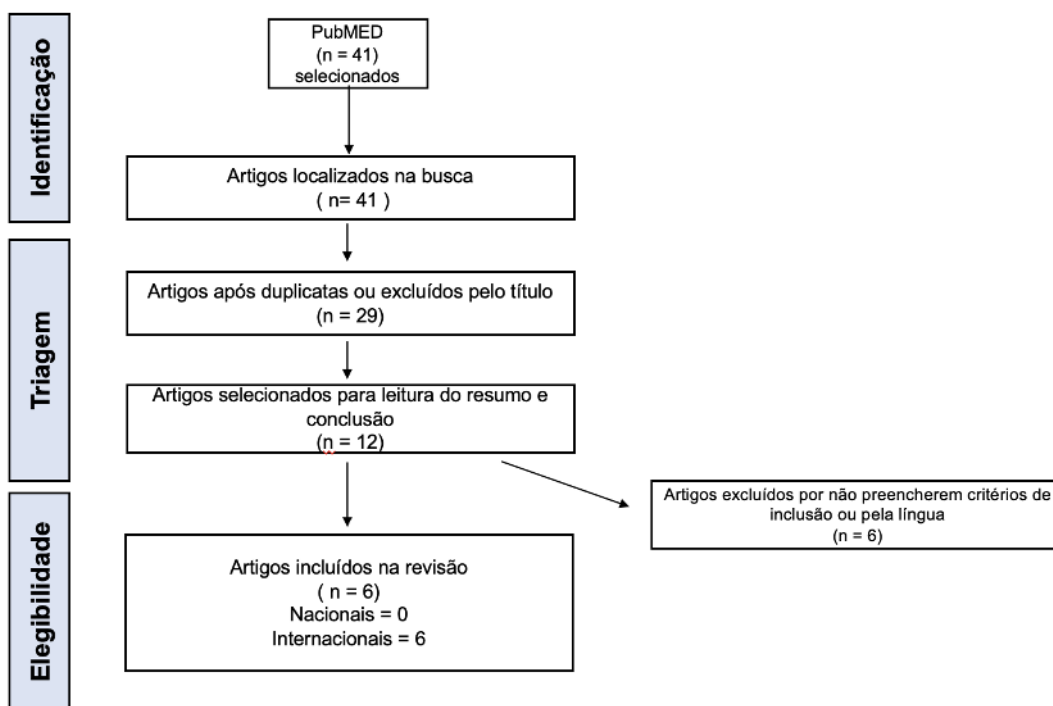 Identificação
PubMED
(n = 41)
selecionados
Artigos localizados na busca
( n= 41 )
Triagem
Artigos após duplicatas ou excluídos pelo título
(n = 29)
Artigos selecionados para leitura do resumo e
conclusão
(n = 12)
Elegibilidade
Artigos excluídos por não preencherem critérios de
inclusão ou pela língua
(n = 6)
Artigos incluídos na revisão
( n = 6)
Nacionais = 0
Internacionais = 6